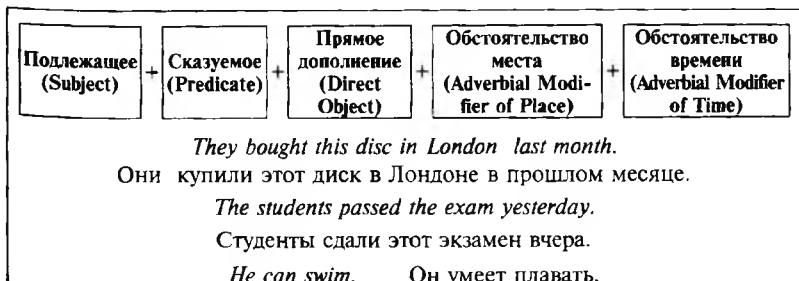 Подлежащее (Subject) + Сказуемое (Predicate) + Прямое дополнение (Direct Object) + Обстоятельство места (Adverbial Modi-fier of Place) + Обстоятельство времени (Adverbial Modifier of Time)
They bought this disc in London last month.
Они купили этот диск в Лондоне в прошлом месяце.
The students passed the exam yesterday.
Студенты сдали этот экзамен вчера.
He can swim. Он умеет плавать.